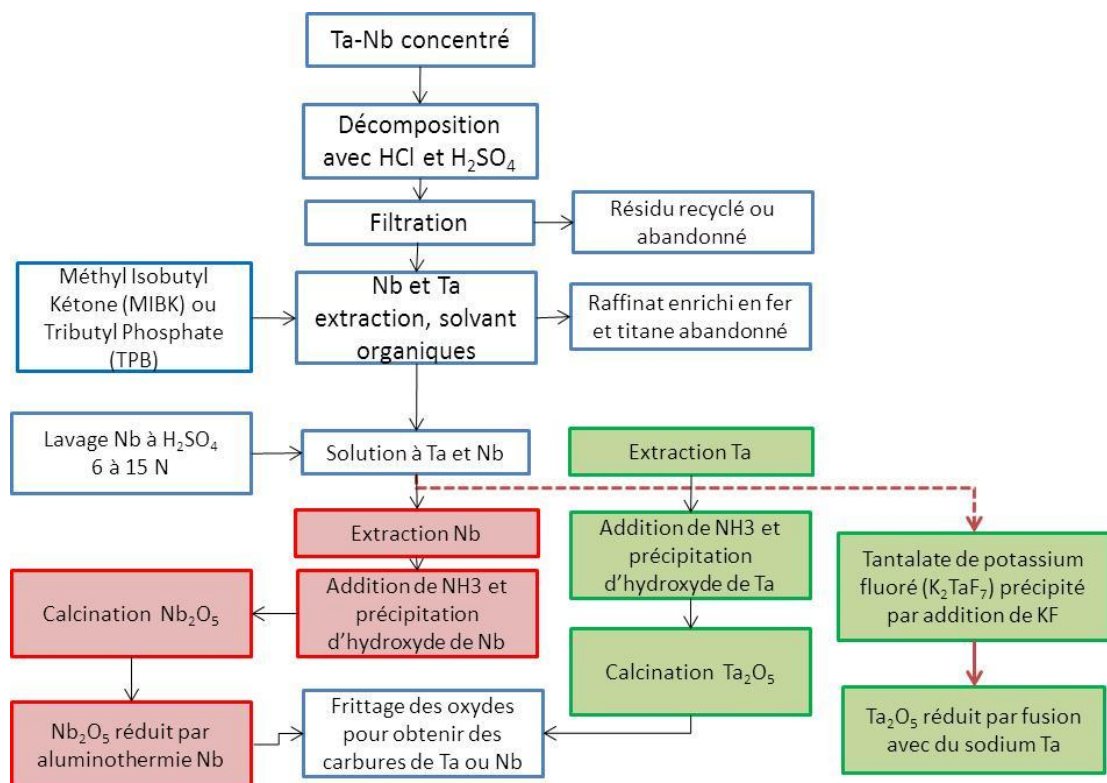 Ta-Nb concentré
Décomposition
avec HCl et H₂SO₄
Filtration
Résidu recyclé ou
abandonné
Méthyl Isobutyl
Kétone (MIBK) ou
Tributyl Phosphate
(TPB)
Nb et Ta
extraction, solvant
organiques
Raffinat enrichi en fer
et titane abandonné
Lavage Nb à H₂SO₄
6 à 15 N
Solution à Ta et Nb
Extraction Ta
Extraction Nb
Addition de NH3 et
précipitation
d’hydroxyde de Ta
Tantalate de potassium
fluoré (K₂TaF₇) précipité
par addition de KF
Calcination Nb₂O₅
Addition de NH3 et
précipitation
d’hydroxyde de Nb
Calcination Ta₂O₅
Nb₂O₅ réduit par
aluminothermie Nb
Frittage des oxydes
pour obtenir des
carbures de Ta ou Nb
Ta₂O₅ réduit par fusion
avec du sodium Ta